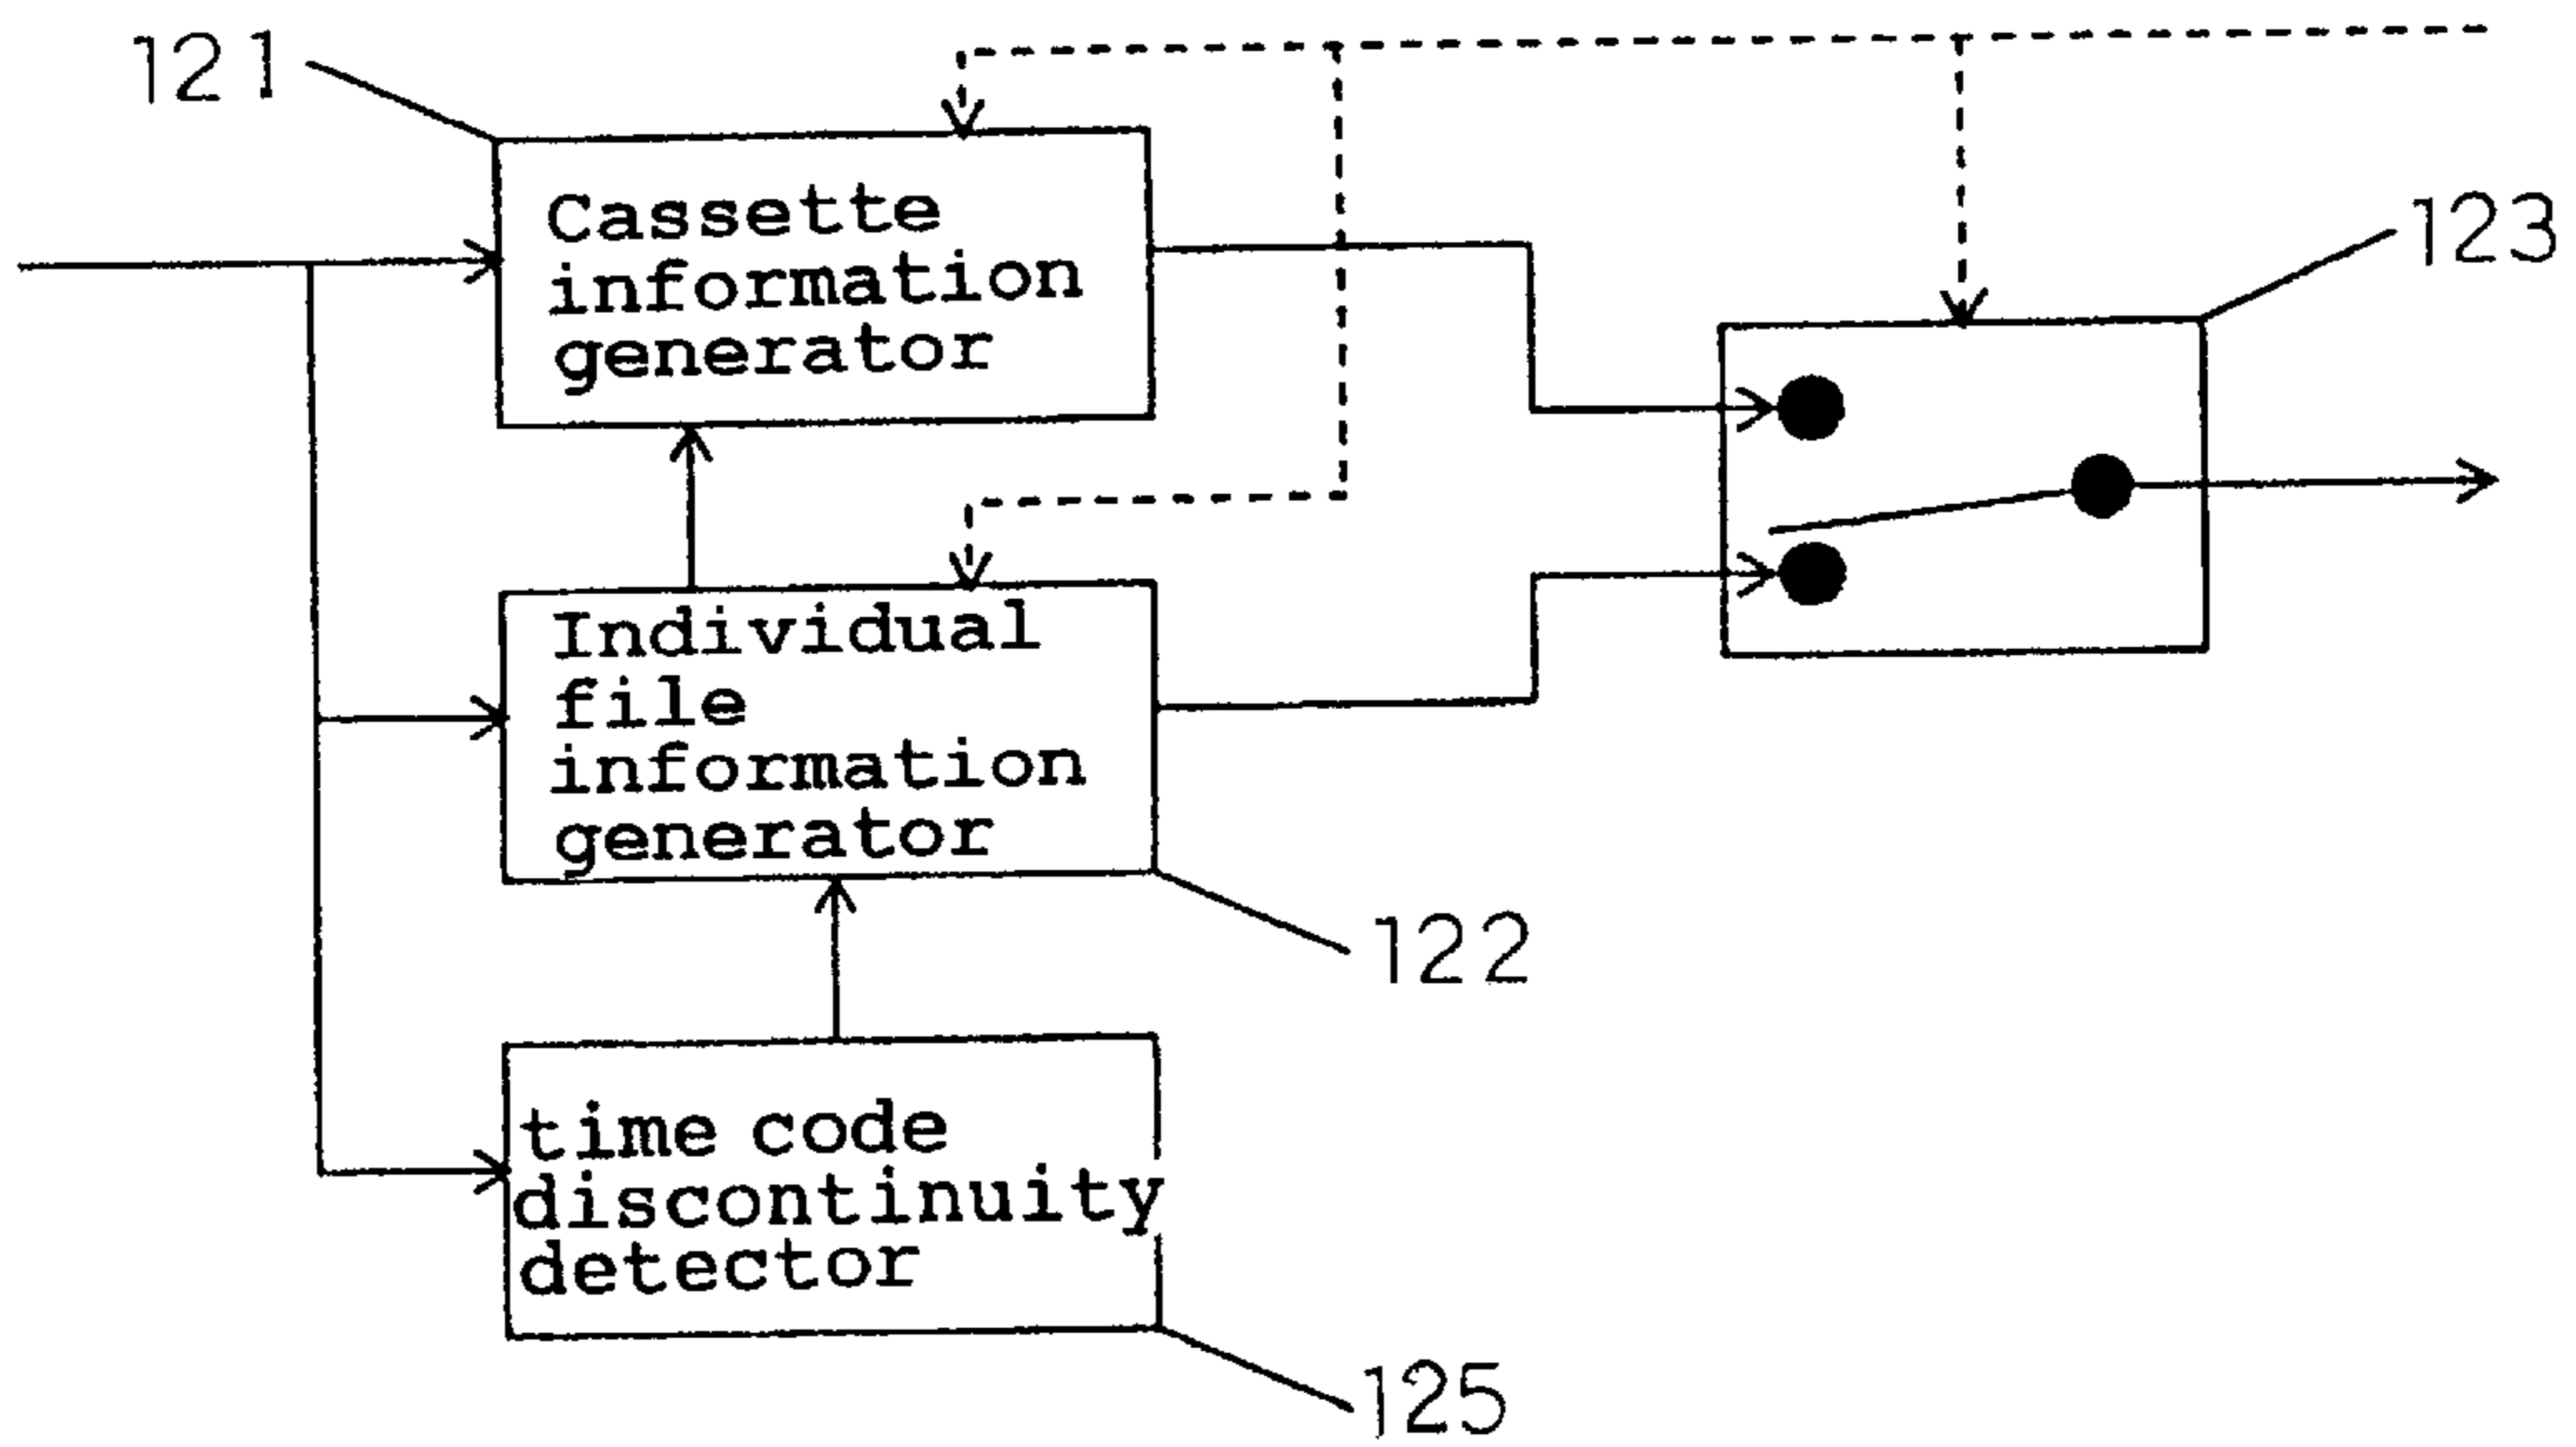 121
Cassette
information
generator
123
Individual
file
information
generator
122
time code
discontinuity
detector
125